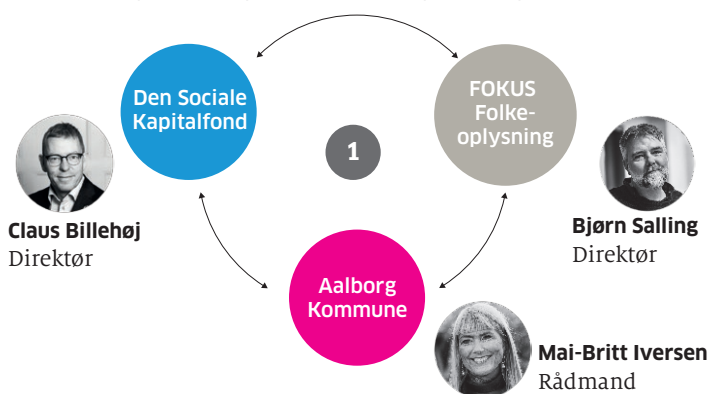 Den Sociale
Kapitalfond
FOKUS
Folke-
oplysning
1
Claus Billehøj
Direktør
Bjørn Salling
Direktør
Aalborg
Kommune
Mai-Britt Iversen
Rådmand